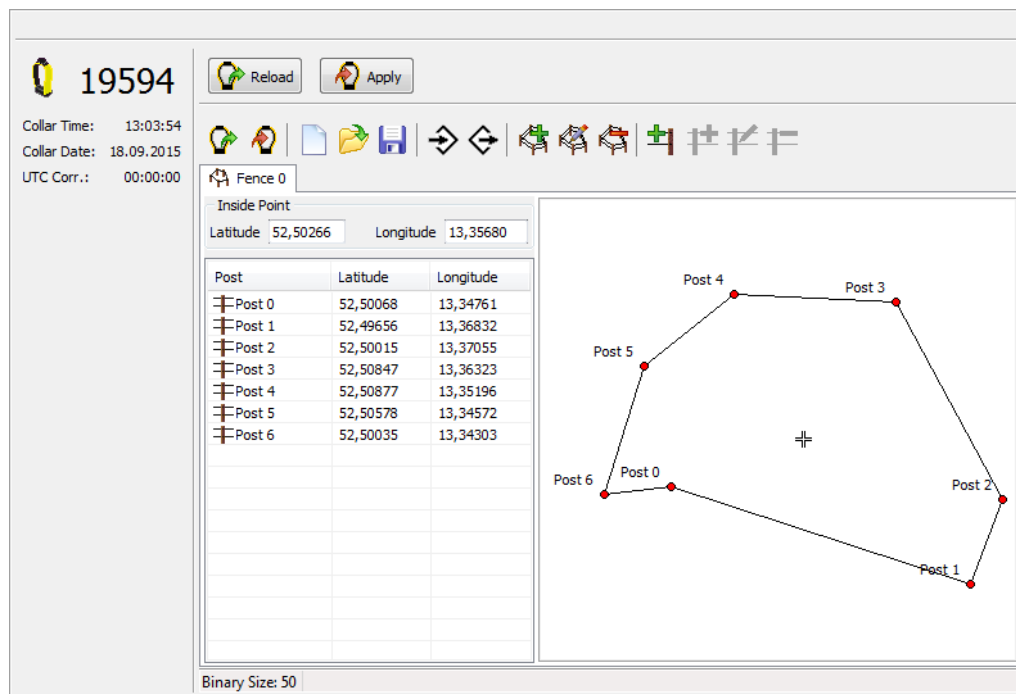 19594
Collar Time: 13:03:54
Collar Date: 18.09.2015
UTC Corr.: 00:00:00
Reload Apply
Fence 0
Inside Point
Latitude 52,50266 Longitude 13,35680
Post Latitude Longitude
Post 0 52,50068 13,34761
Post 1 52,49656 13,36832
Post 2 52,50015 13,37055
Post 3 52,50847 13,36323
Post 4 52,50877 13,35196
Post 5 52,50578 13,34572
Post 6 52,50035 13,34303
Post 4
Post 3
Post 5
Post 0
Post 6
Post 2
Post 1
Binary Size: 50